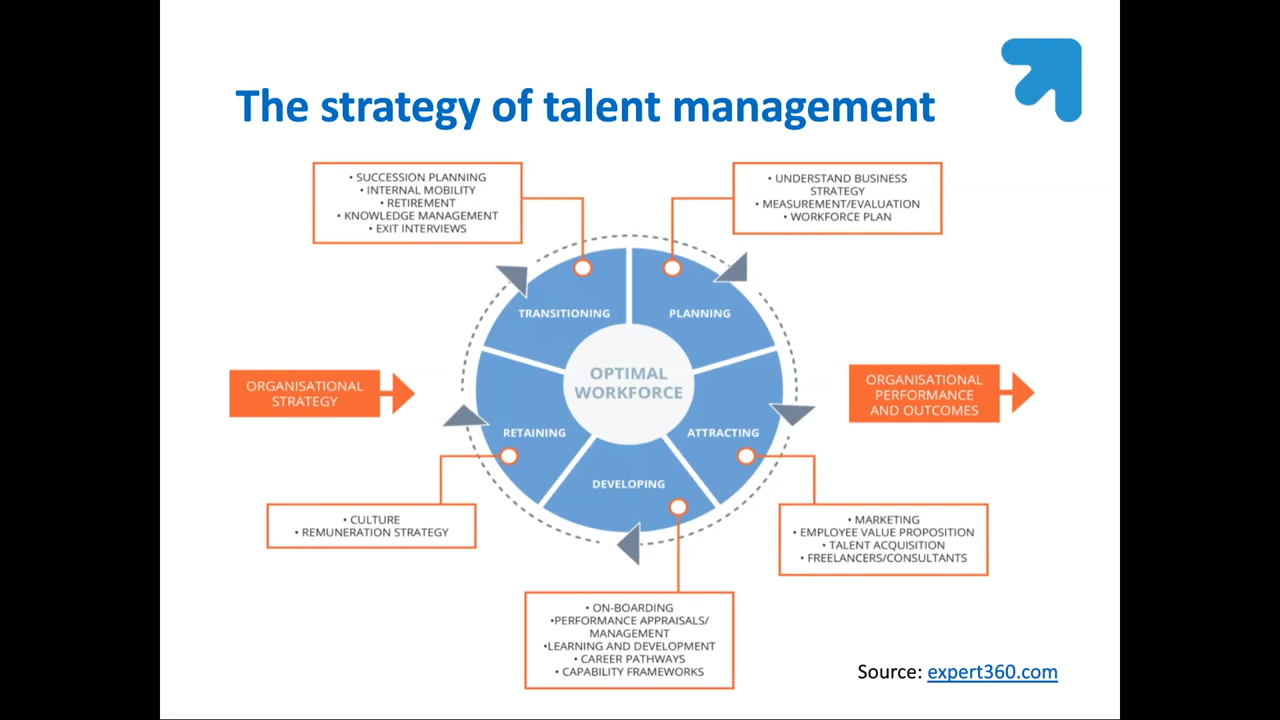 The strategy of talent management
• SUCCESSION PLANNING
• INTERNAL MOBILITY
• RETIREMENT
• KNOWLEDGE MANAGEMENT
• EXIT INTERVIEWS
• UNDERSTAND BUSINESS
STRATEGY
• MEASUREMENT/EVALUATION
• WORKFORCE PLAN
TRANSITIONING
PLANNING
OPTIMAL
WORKFORCE
ORGANISATIONAL
STRATEGY
ORGANISATIONAL
PERFORMANCE
AND OUTCOMES
RETAINING
ATTRACTING
DEVELOPING
• CULTURE
• REMUNERATION STRATEGY
• MARKETING
• EMPLOYEE VALUE PROPOSITION
• TALENT ACQUISITION
• FREELANCERS/CONSULTANTS
• ON-BOARDING
•PERFORMANCE APPRAISALS/
MANAGEMENT
•LEARNING AND DEVELOPMENT
• CAREER PATHWAYS
• CAPABILITY FRAMEWORKS
Source: expert360.com